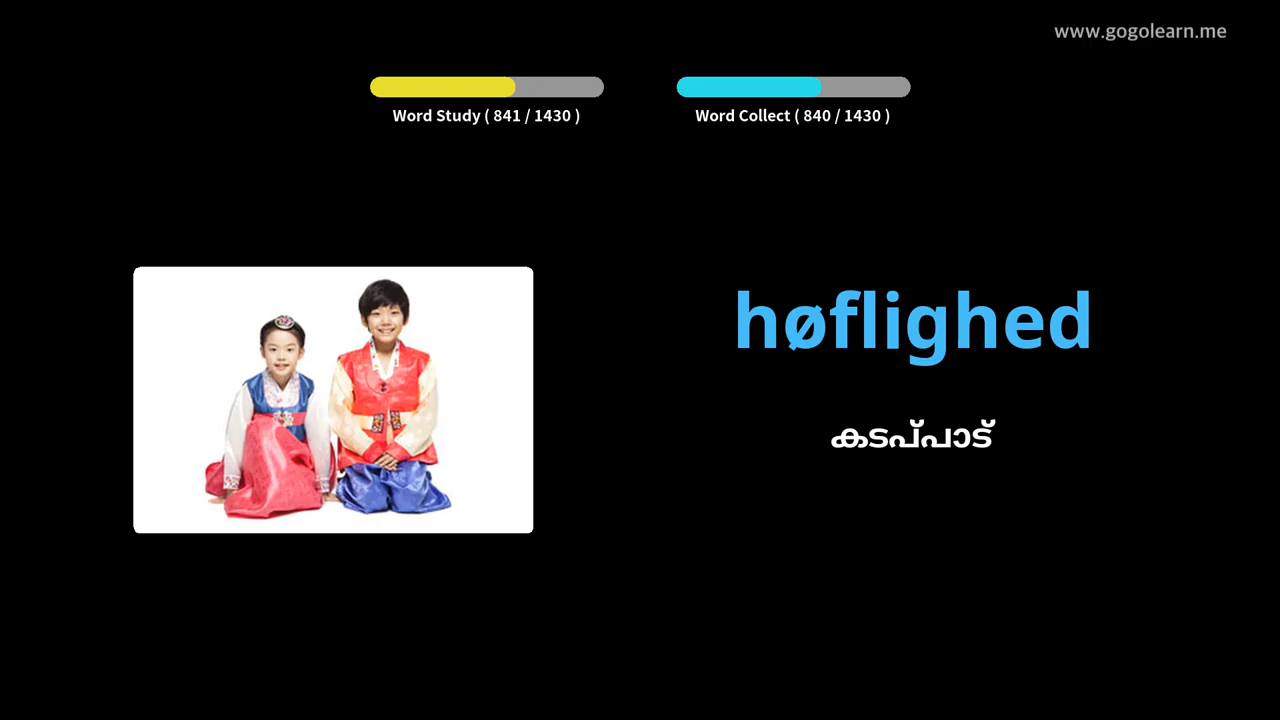 www.gogolearn.me
Word Study ( 841 / 1430 )
Word Collect ( 840 / 1430 )
høflighed
കടപ്പാട്